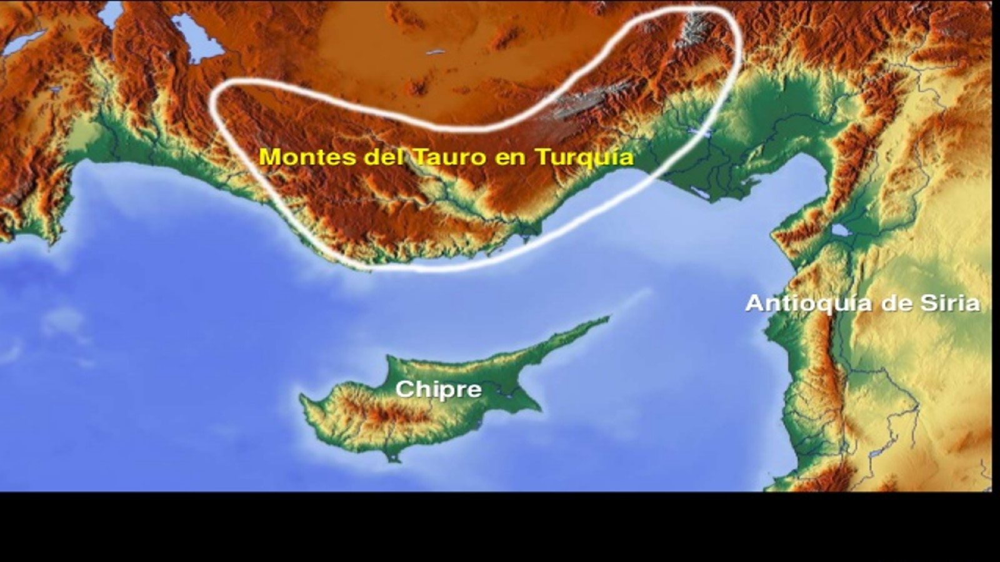 Montes del Tauro en Turquía
Antioquía de Siria
Chipre